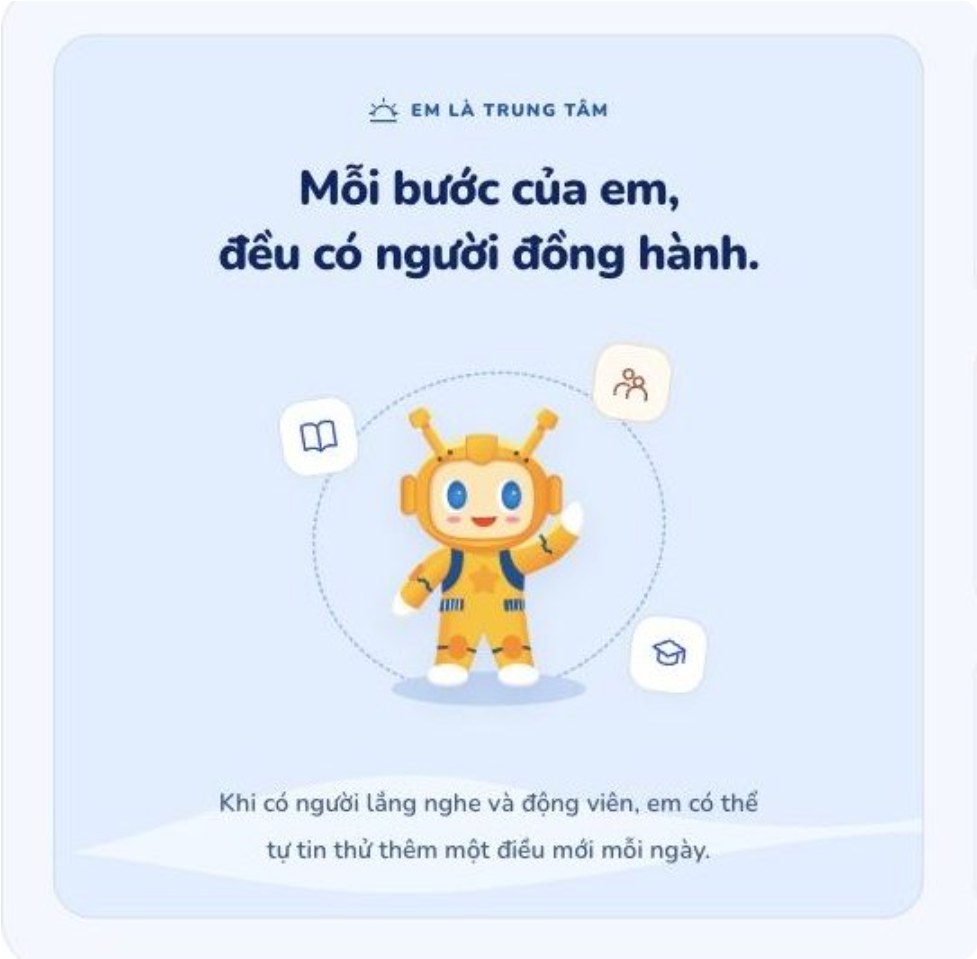 EM LÀ TRUNG TÂM
Mỗi bước của em,
đều có người đồng hành.
Khi có người lắng nghe và động viên, em có thể
tự tin thử thêm một điều mới mỗi ngày.